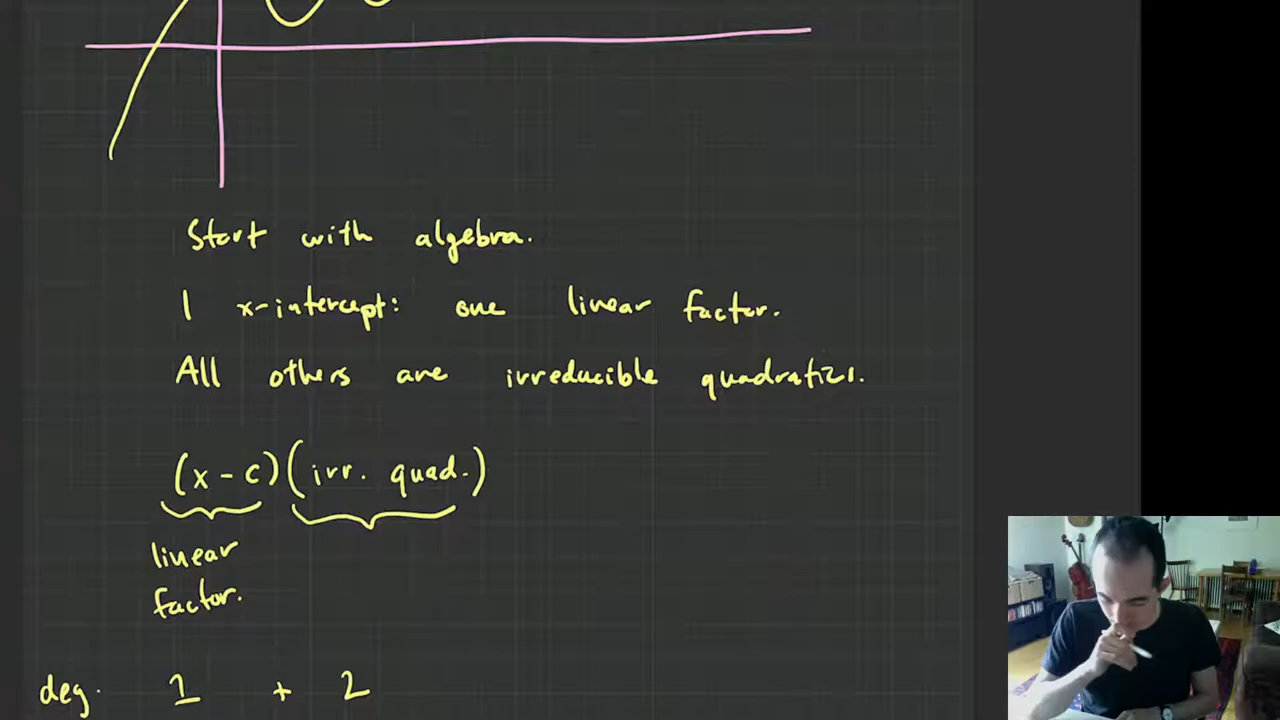 Start with algebra.
1 x-intercept: one linear factor.
All others are irreducible quadratics.
(x - c)(irr. quad.)
linear
factor.
deg. 1 + 2